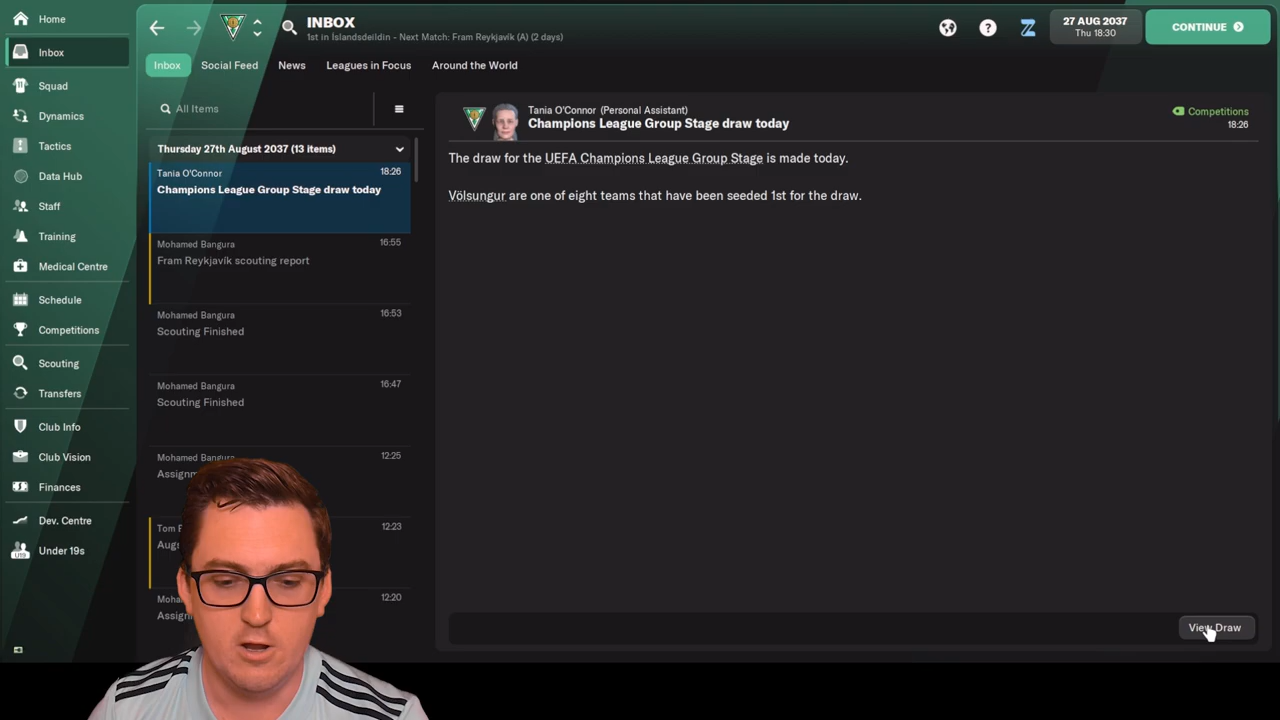 Home
Inbox
Squad
Dynamics
Tactics
Data Hub
Staff
Training
Medical Centre
Schedule
Competitions
Scouting
Transfers
Club Info
Club Vision
Finances
Dev. Centre
U19
Under 19s
INBOX
1st in Íslandsdeildin - Next Match: Fram Reykjavík (A) (2 days)
27 AUG 2037
Thu 18:30
CONTINUE
Inbox
Social Feed
News
Leagues in Focus
Around the World
All Items
Thursday 27th August 2037 (13 items)
Tania O'Connor 18:26
Champions League Group Stage draw today
Mohamed Bangura 16:55
Fram Reykjavík scouting report
Mohamed Bangura 16:53
Scouting Finished
Mohamed Bangura 16:47
Scouting Finished
Mohamed Bangura 12:25
12:23
12:20
Tania O'Connor (Personal Assistant)
Champions League Group Stage draw today
Competitions
18:26
The draw for the UEFA Champions League Group Stage is made today.
Völsungur are one of eight teams that have been seeded 1st for the draw.
View Draw